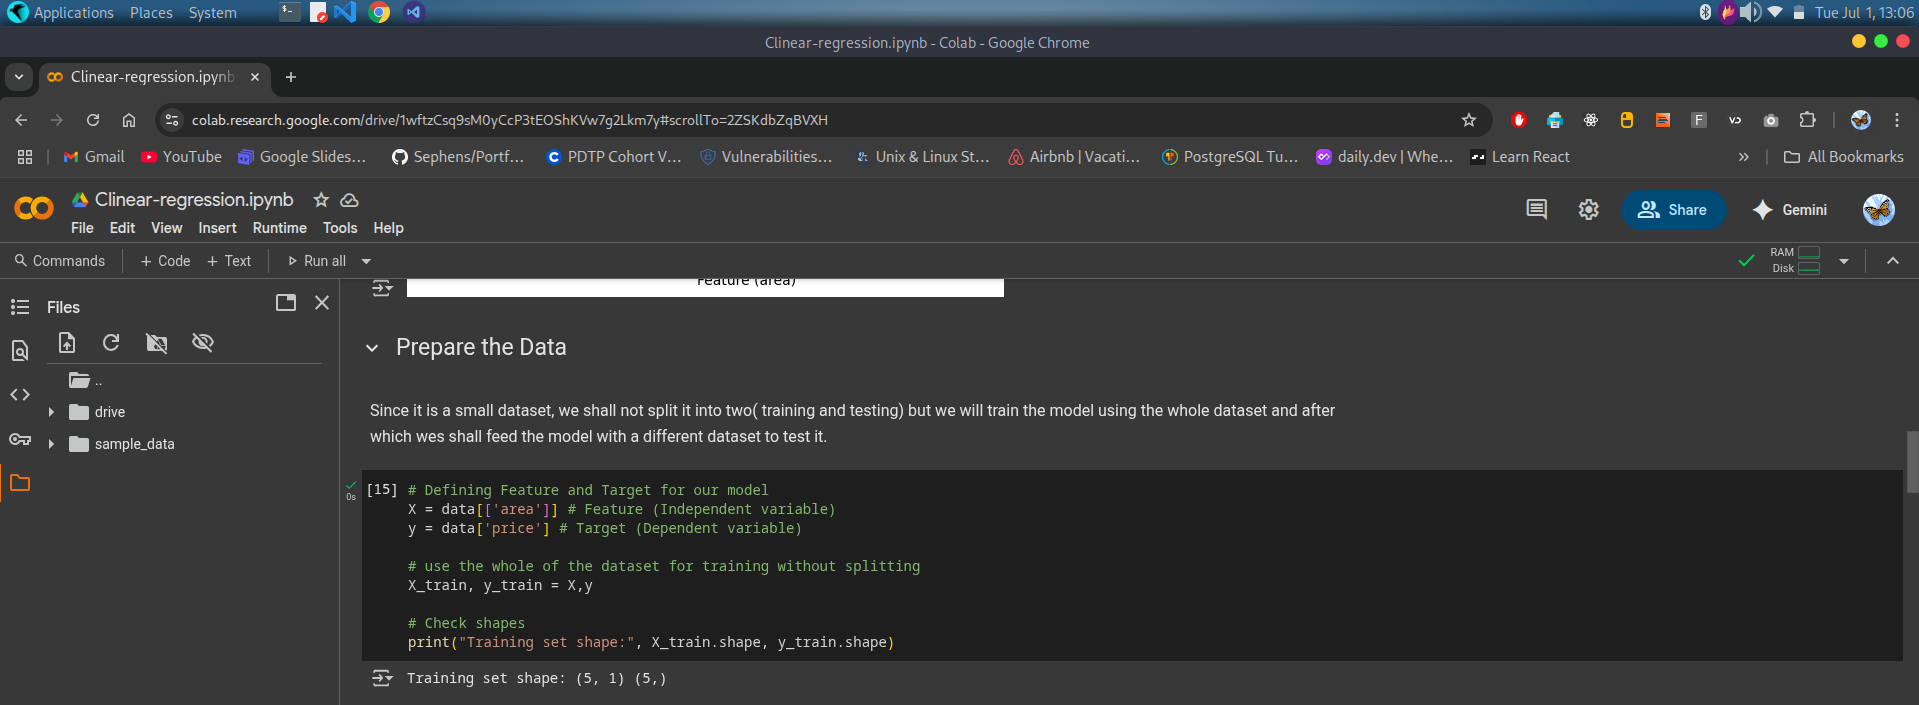 Applications Places System Tue Jul 1, 13:06
Clinear-regression.ipynb - Colab - Google Chrome
Clinear-regression.ipynb
colab.research.google.com/drive/1wftzCsq9sM0yCcP3tEOShKVw7g2Lkm7y#scrollTo=2ZSKdbZqBVXH
Gmail YouTube Google Slides... Sephens/Portf... PDTP Cohort V... Vulnerabilities... Unix & Linux St... Airbnb | Vacati... PostgreSQL Tu... daily.dev | Whe... Learn React » All Bookmarks
Clinear-regression.ipynb
File Edit View Insert Runtime Tools Help
Share Gemini
Commands + Code + Text Run all
RAM
Disk
Files
..
drive
sample_data
Feature (area)
Prepare the Data
Since it is a small dataset, we shall not split it into two( training and testing) but we will train the model using the whole dataset and after
which wes shall feed the model with a different dataset to test it.
0s
[15] # Defining Feature and Target for our model
X = data[['area']] # Feature (Independent variable)
y = data['price'] # Target (Dependent variable)
# use the whole of the dataset for training without splitting
X_train, y_train = X,y
# Check shapes
print("Training set shape:", X_train.shape, y_train.shape)
Training set shape: (5, 1) (5,)